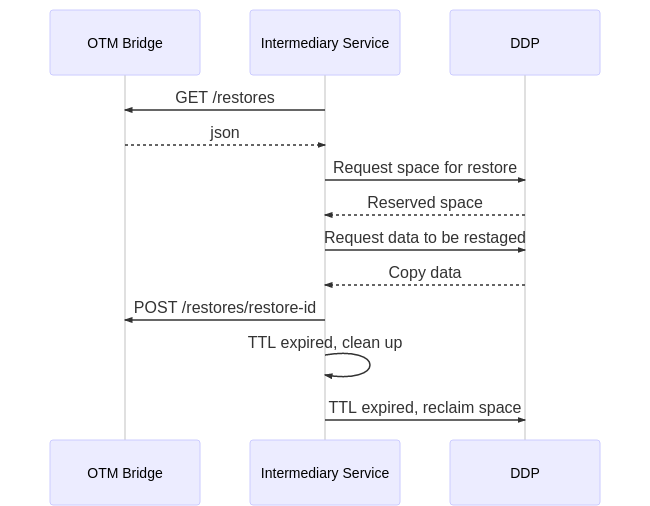 OTM Bridge
Intermediary Service
DDP
GET /restores
json
Request space for restore
Reserved space
Request data to be restaged
Copy data
POST /restores/restore-id
TTL expired, clean up
TTL expired, reclaim space
OTM Bridge
Intermediary Service
DDP